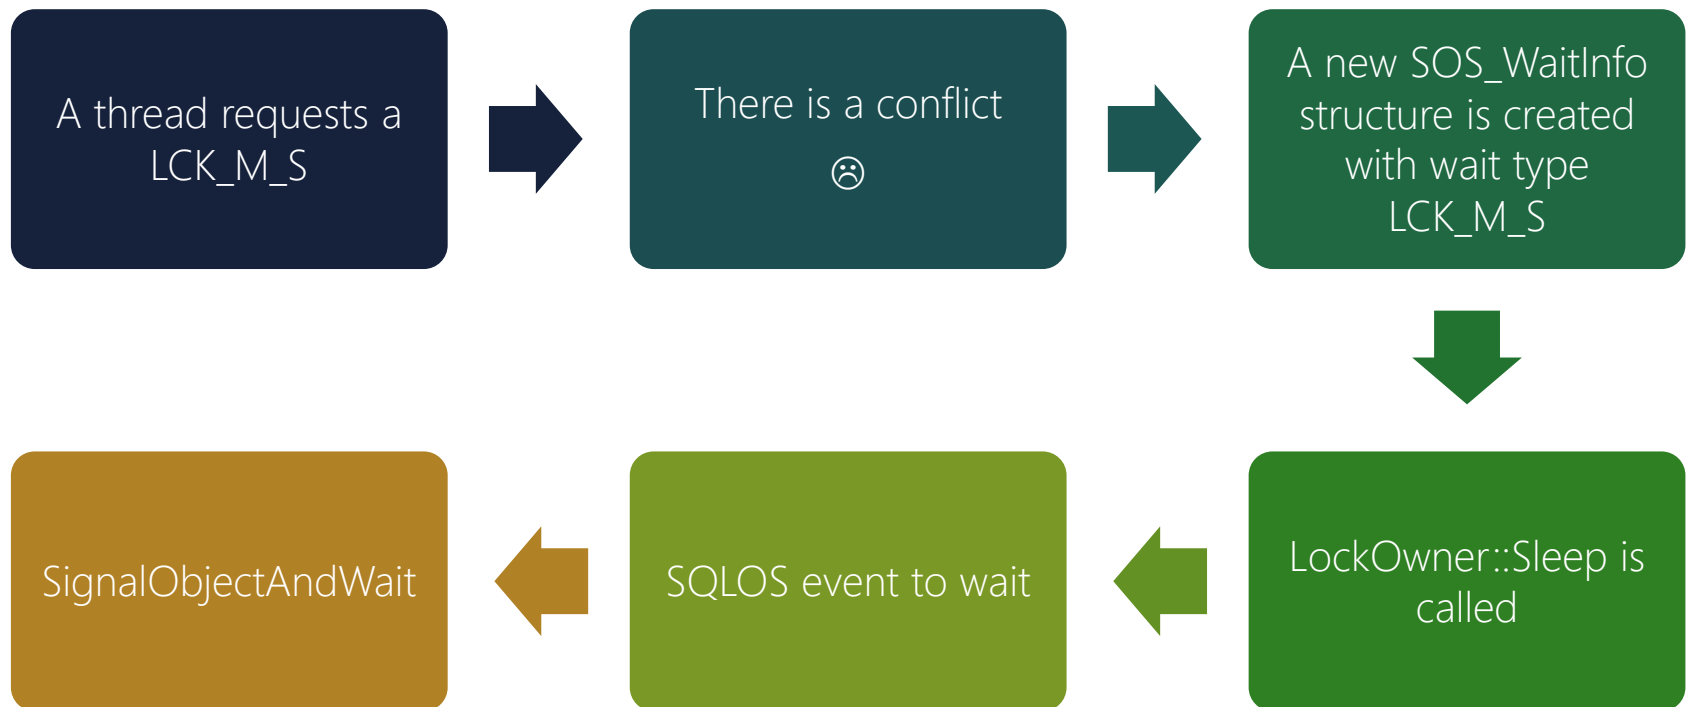 A thread requests a
LCK_M_S
There is a conflict
☹
A new SOS_WaitInfo
structure is created
with wait type
LCK_M_S
LockOwner::Sleep is
called
SQLOS event to wait
SignalObjectAndWait